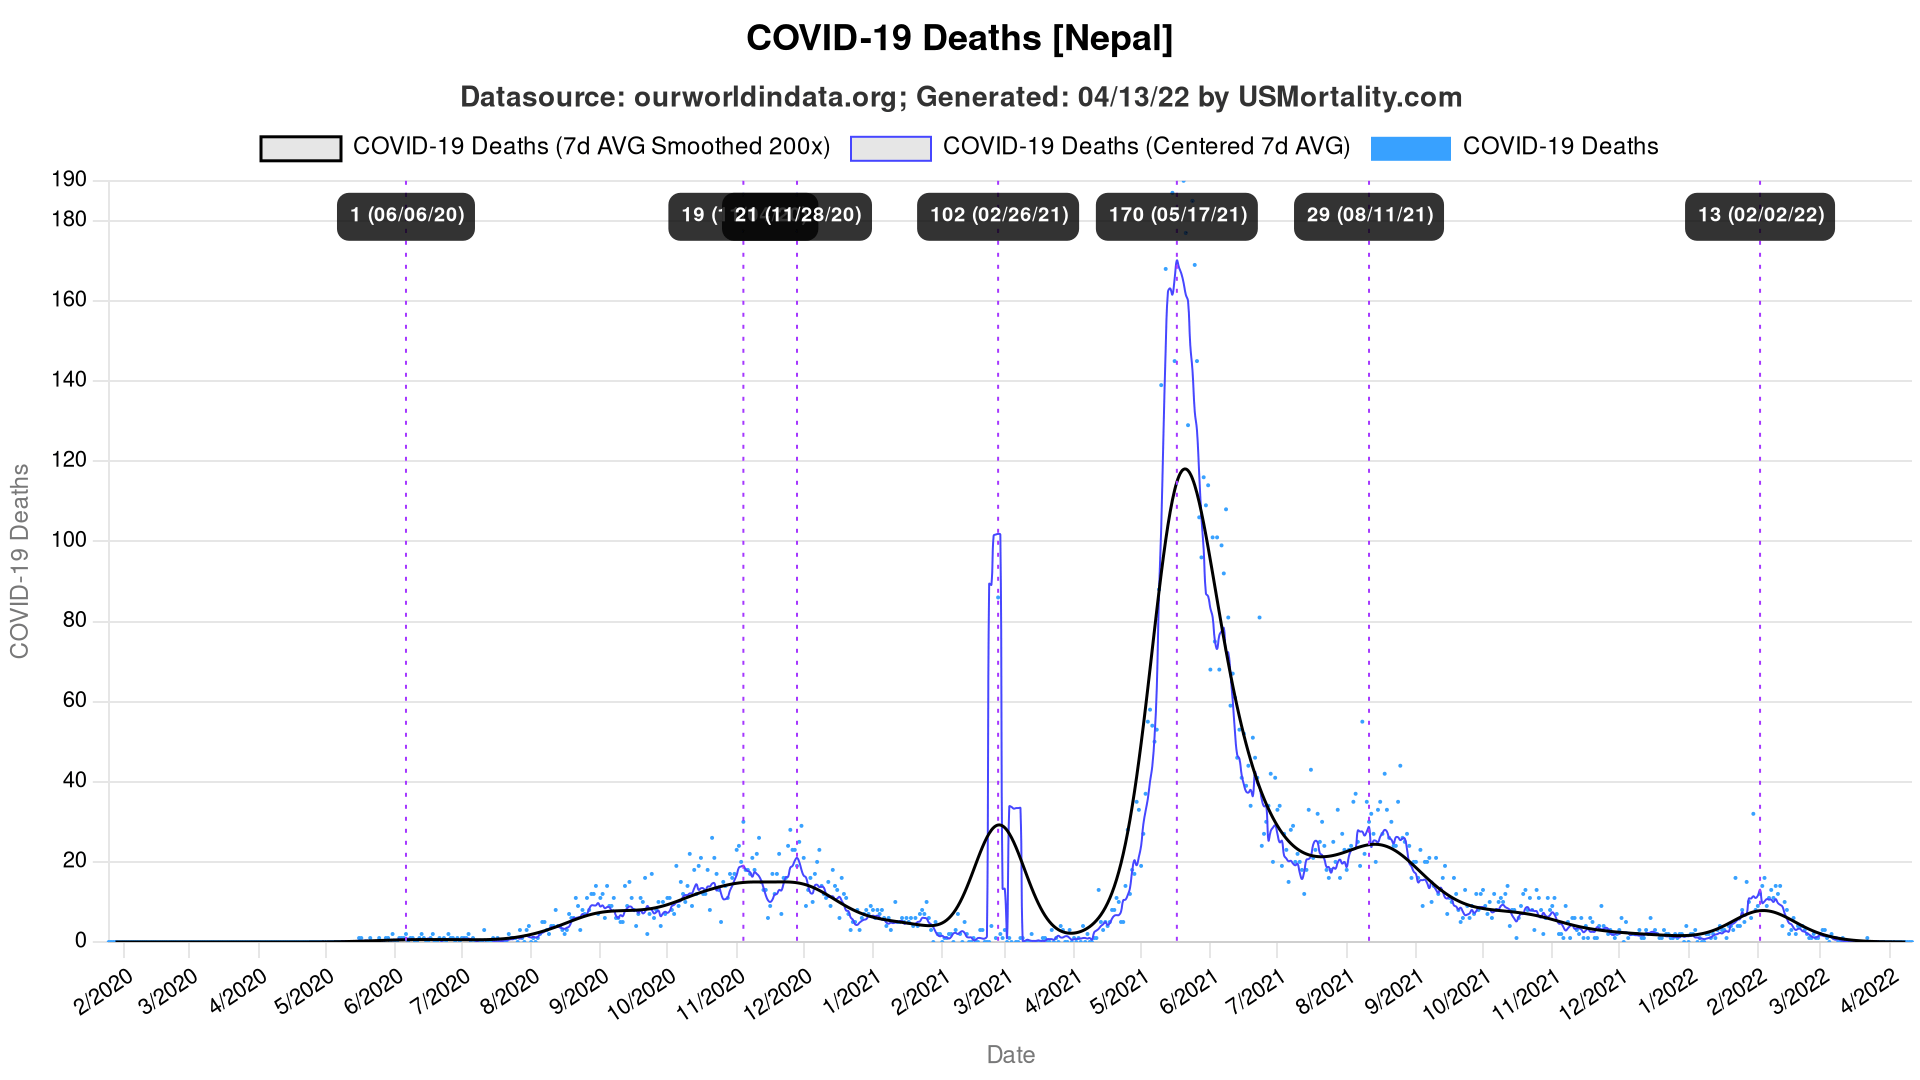 COVID-19 Deaths [Nepal]
Datasource: ourworldindata.org; Generated: 04/13/22 by USMortality.com
COVID-19 Deaths (7d AVG Smoothed 200x) COVID-19 Deaths (Centered 7d AVG) COVID-19 Deaths
190
180
160
140
120
100
80
60
40
20
0
1 (06/06/20) 19 ( 21 (11/28/20) 102 (02/26/21) 170 (05/17/21) 29 (08/11/21) 13 (02/02/22)
COVID-19 Deaths
2/2020 3/2020 4/2020 5/2020 6/2020 7/2020 8/2020 9/2020 10/2020 11/2020 12/2020 1/2021 2/2021 3/2021 4/2021 5/2021 6/2021 7/2021 8/2021 9/2021 10/2021 11/2021 12/2021 1/2022 2/2022 3/2022 4/2022
Date